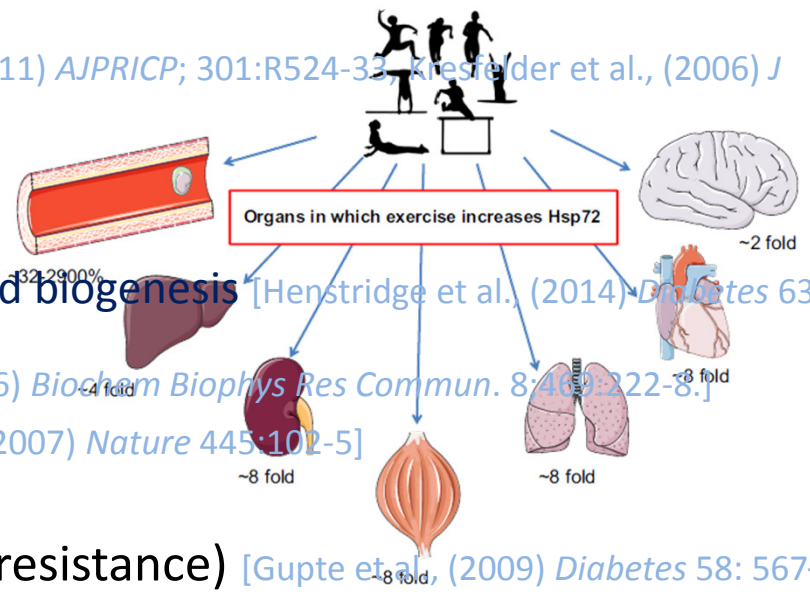 11) AJPRICP; 301:R524-33, Kresfelder et al., (2006) J
Organs in which exercise increases Hsp72
~2 fold
~32-2900%
d biogenesis [Henstridge et al., (2014) Diabetes 63
~8 fold
~4 fold
6) Biochem Biophys Res Commun. 8;469:222-8.]
2007) Nature 445:102-5]
~8 fold
~8 fold
resistance) [Gupte et al., (2009) Diabetes 58: 567-
~8 fold